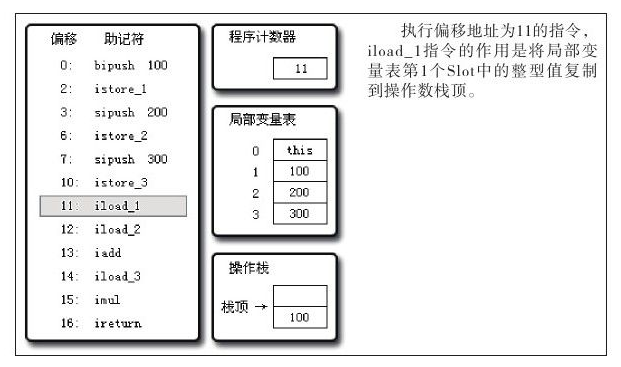 偏移 助记符
0: bipush 100
2: istore_1
3: sipush 200
6: istore_2
7: sipush 300
10: istore_3
11: iload_1
12: iload_2
13: iadd
14: iload_3
15: imul
16: ireturn
程序计数器
11
局部变量表
0 this
1 100
2 200
3 300
操作栈
栈顶 →
100
执行偏移地址为11的指令，
iload_1指令的作用是将局部变
量表第1个Slot中的整型值复制
到操作数栈顶。